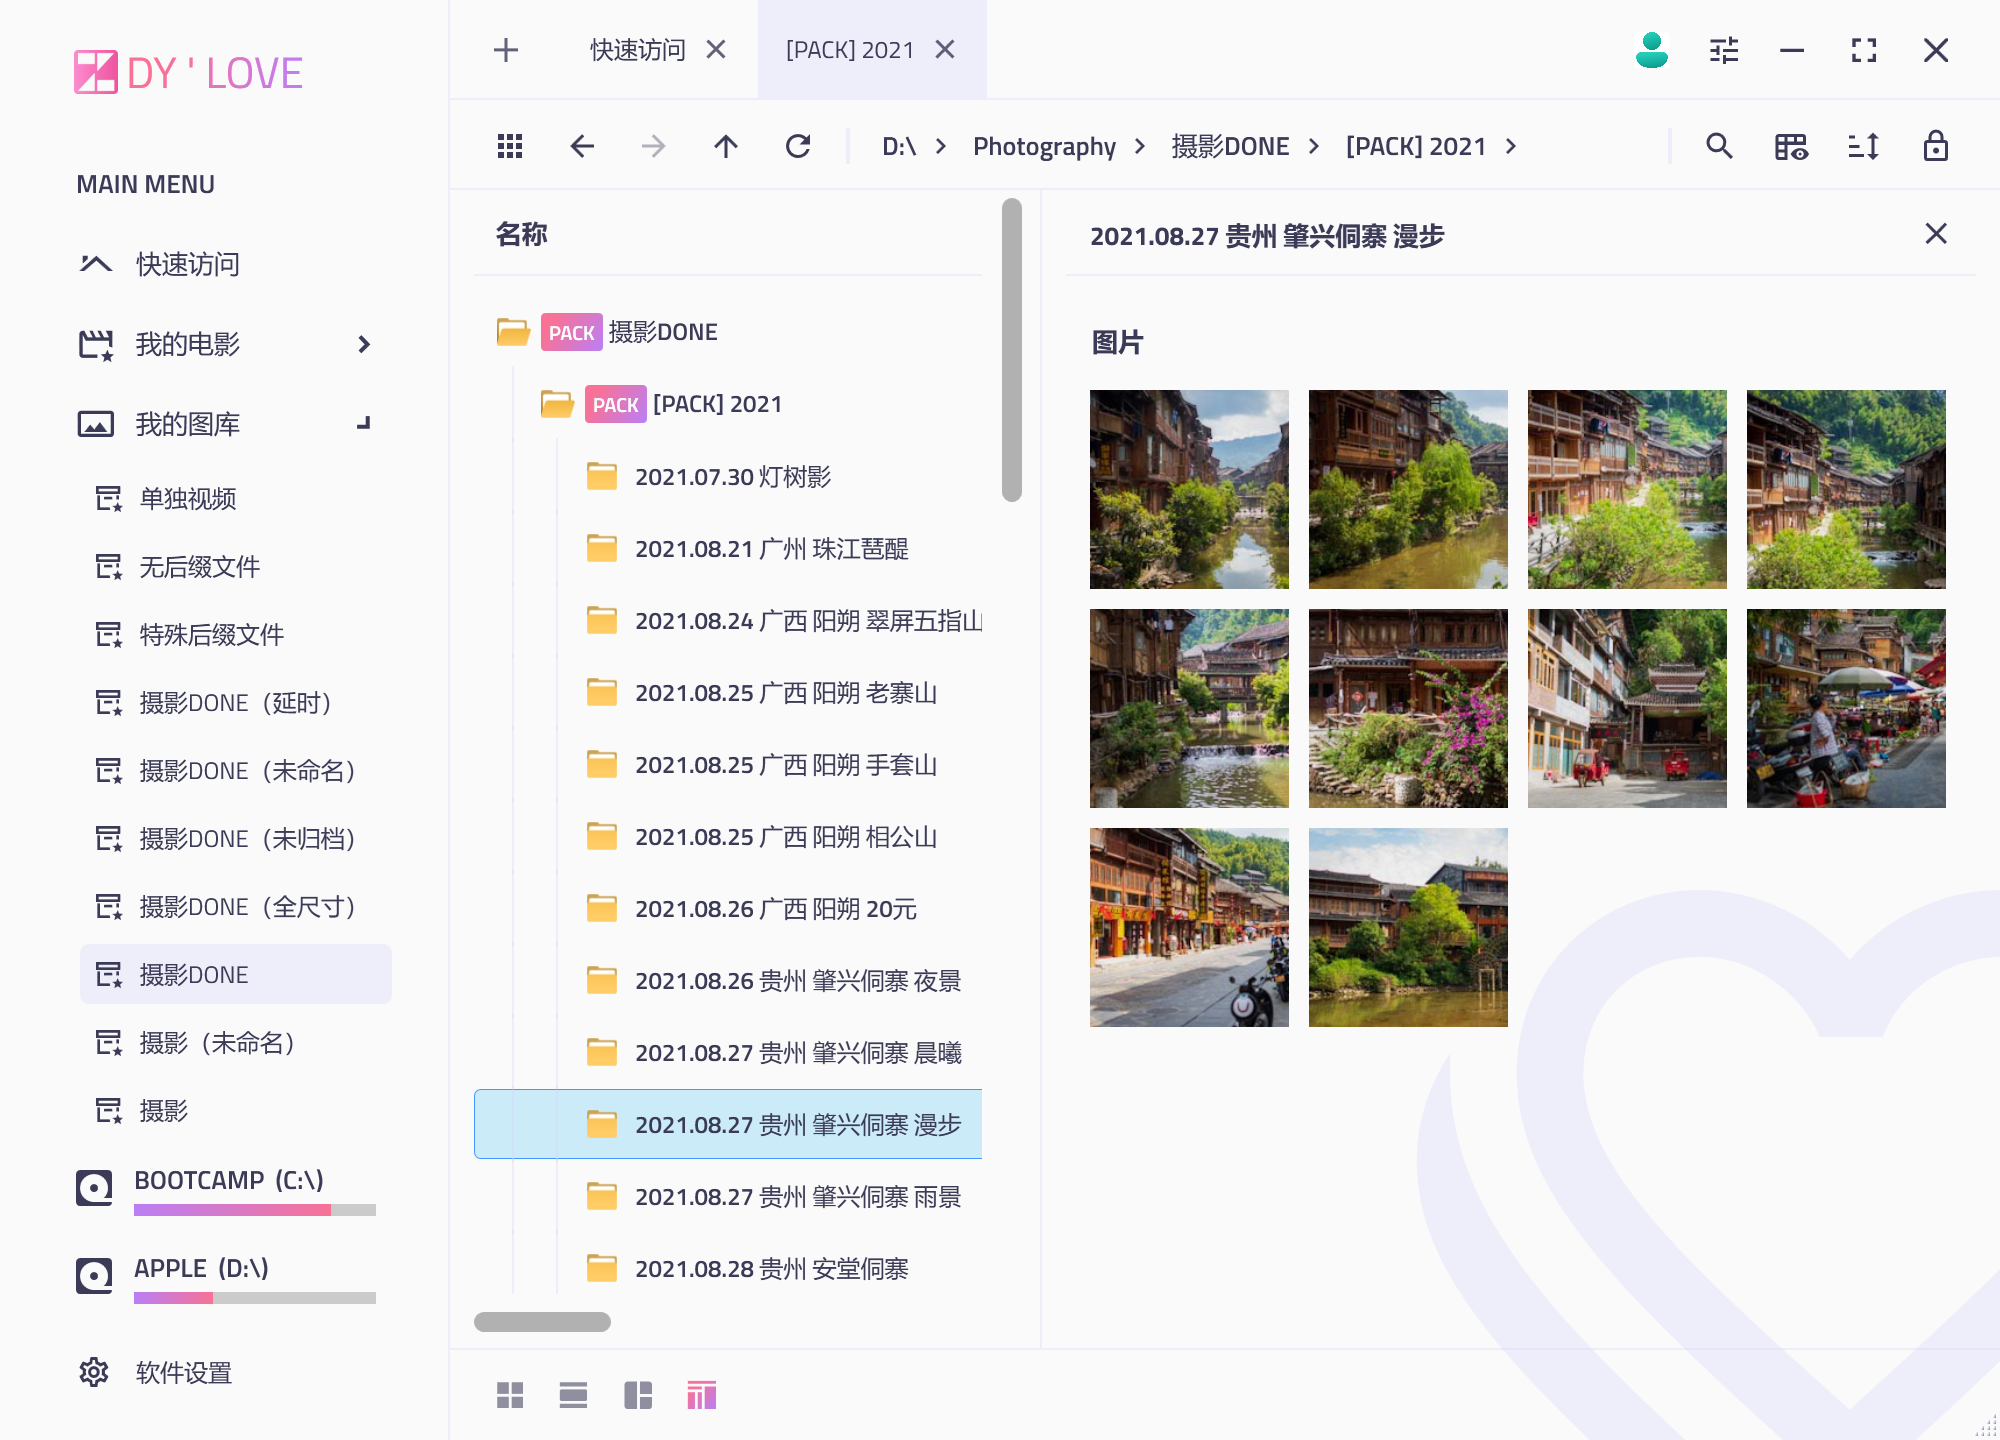 DY ' LOVE
MAIN MENU
快速访问
我的电影
我的图库
单独视频
无后缀文件
特殊后缀文件
摄影DONE（延时）
摄影DONE（未命名）
摄影DONE（未归档）
摄影DONE（全尺寸）
摄影DONE
摄影（未命名）
摄影
BOOTCAMP (C:\)
APPLE (D:\)
软件设置
快速访问
[PACK] 2021
D:\ Photography 摄影DONE [PACK] 2021
名称
PACK 摄影DONE
PACK [PACK] 2021
2021.07.30 灯树影
2021.08.21 广州 珠江琶醍
2021.08.24 广西 阳朔 翠屏五指山
2021.08.25 广西 阳朔 老寨山
2021.08.25 广西 阳朔 手套山
2021.08.25 广西 阳朔 相公山
2021.08.26 广西 阳朔 20元
2021.08.26 贵州 肇兴侗寨 夜景
2021.08.27 贵州 肇兴侗寨 晨曦
2021.08.27 贵州 肇兴侗寨 漫步
2021.08.27 贵州 肇兴侗寨 雨景
2021.08.28 贵州 安堂侗寨
2021.08.27 贵州 肇兴侗寨 漫步
图片